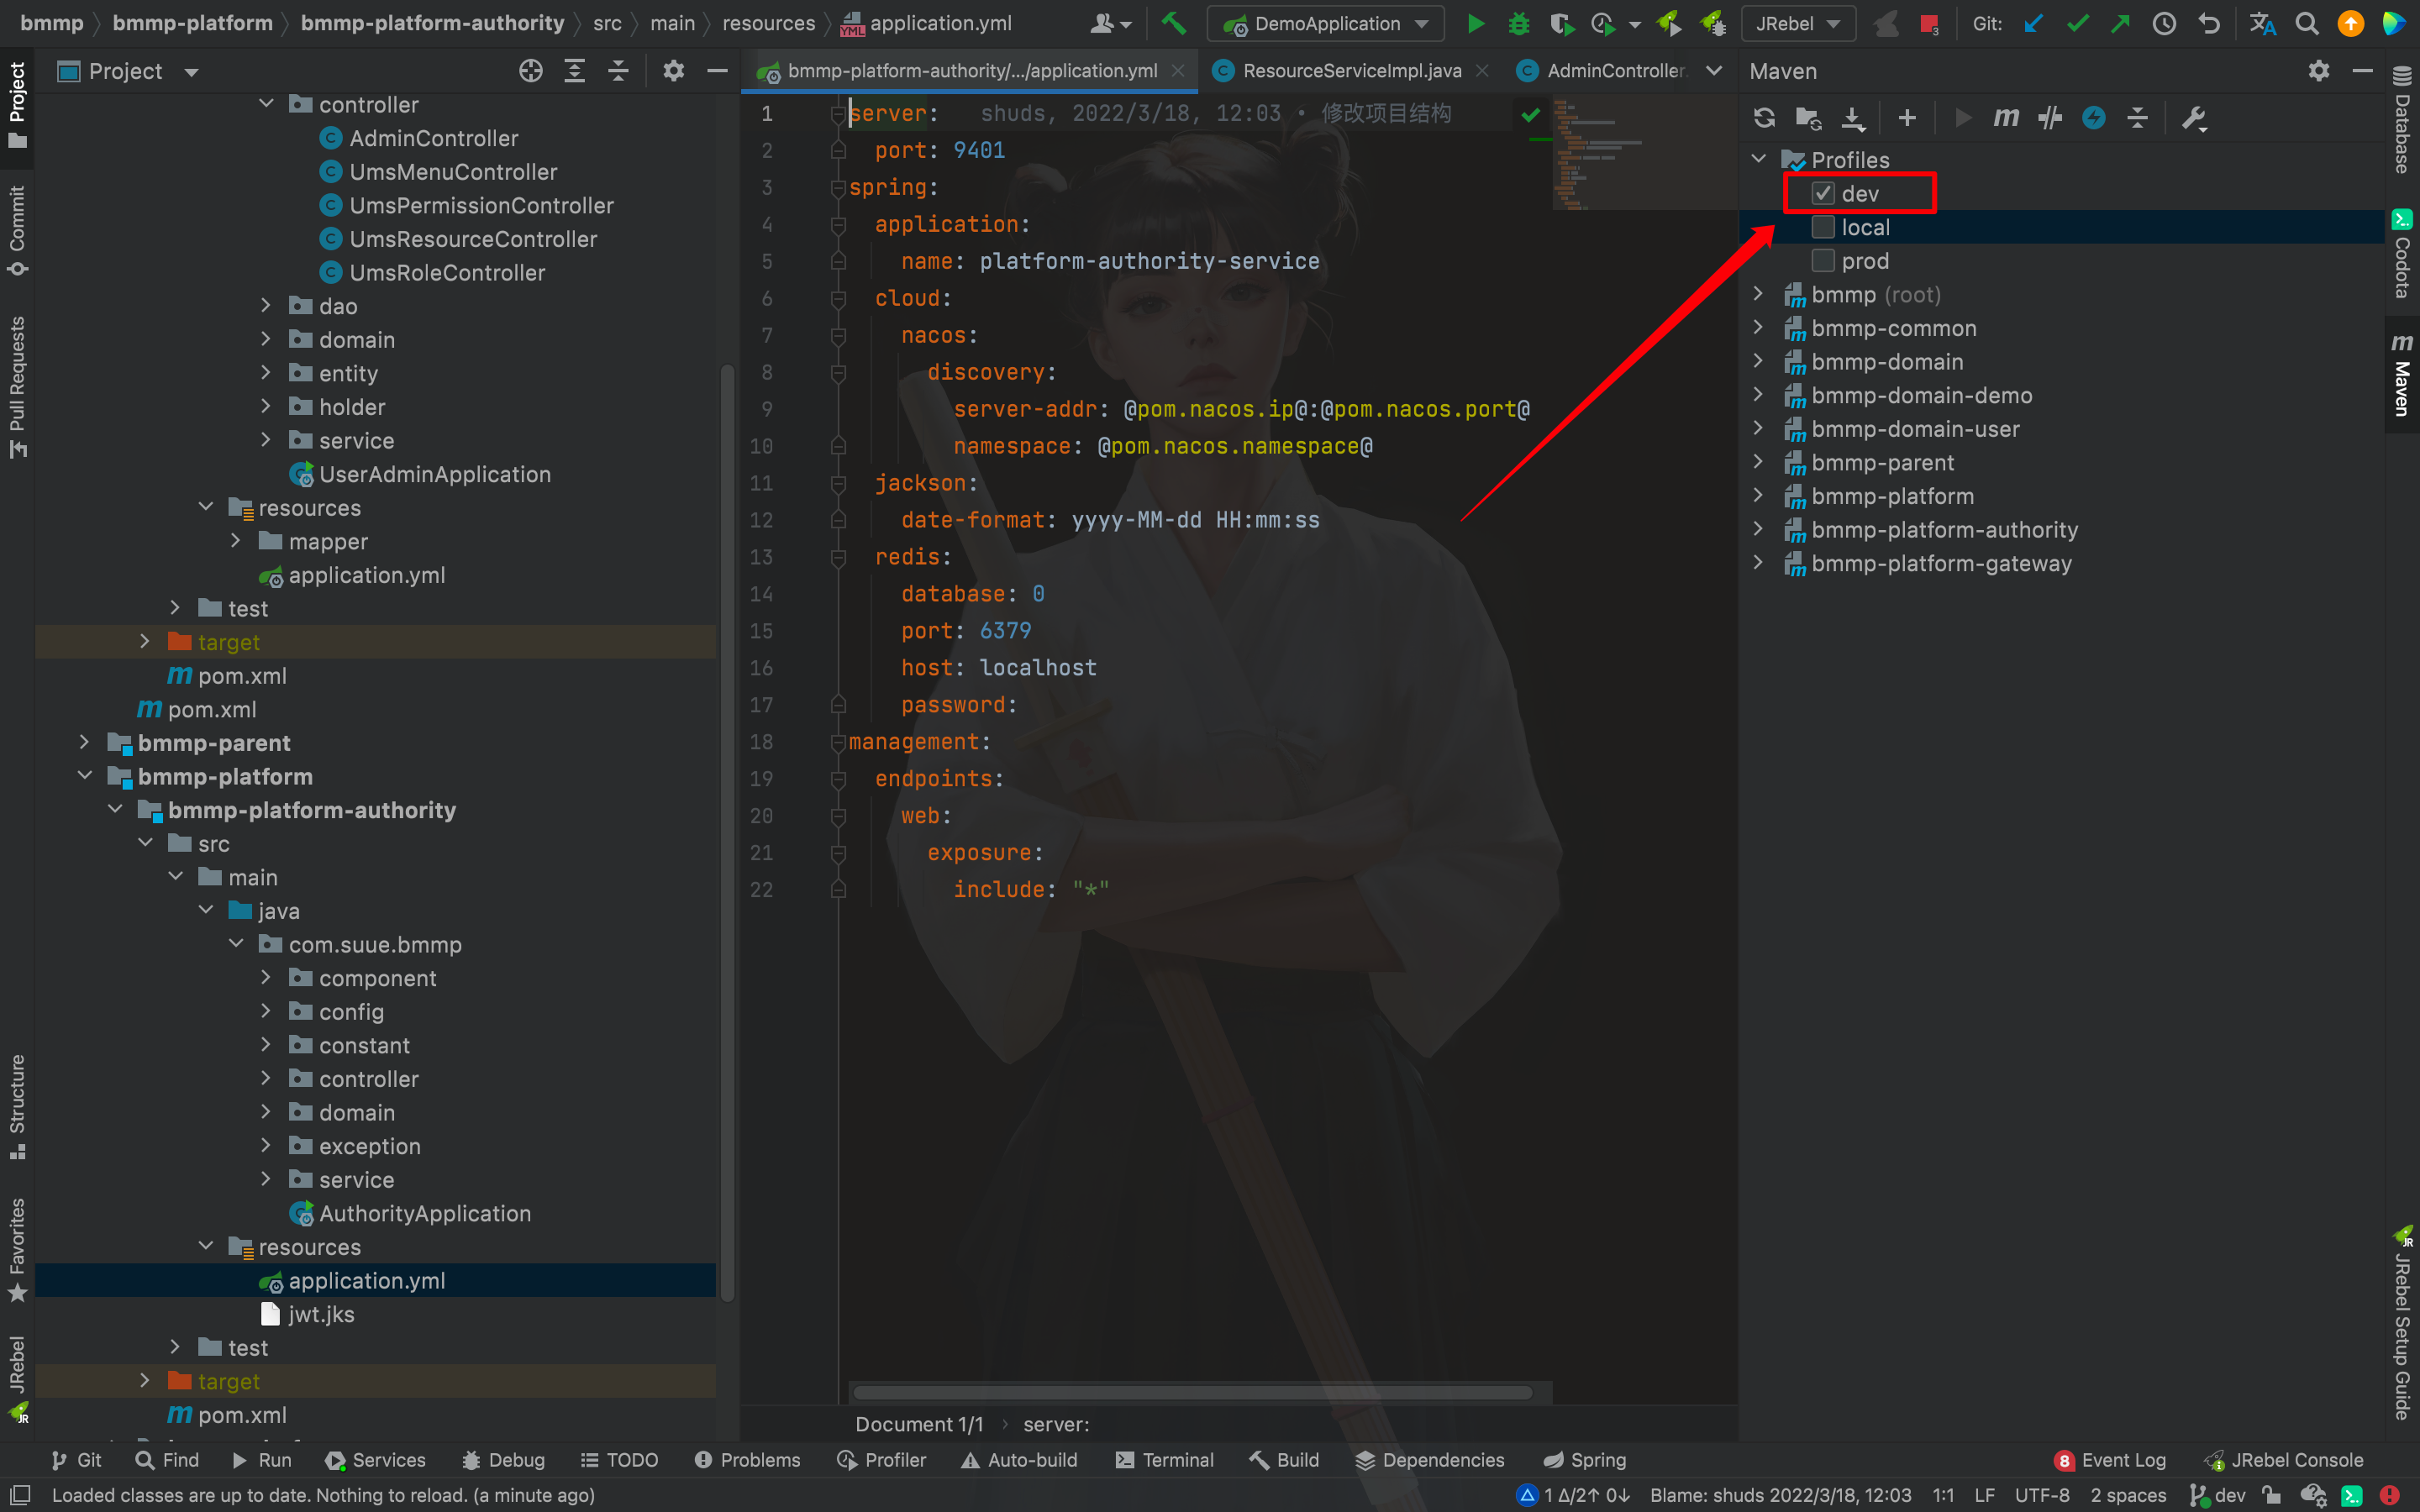 bmmp bmmp-platform bmmp-platform-authority src main resources application.yml
DemoApplication
JRebel
Git:
Project
bmmp-platform-authority/.../application.yml
ResourceServiceImpl.java
AdminController
Maven
controller
AdminController
UmsMenuController
UmsPermissionController
UmsResourceController
UmsRoleController
dao
domain
entity
holder
service
UserAdminApplication
resources
mapper
application.yml
test
target
pom.xml
pom.xml
bmmp-parent
bmmp-platform
bmmp-platform-authority
src
main
java
com.suue.bmmp
component
config
constant
controller
domain
exception
service
AuthorityApplication
resources
application.yml
jwt.jks
test
target
pom.xml
1 server: shuds, 2022/3/18, 12:03 • 修改项目结构
2 port: 9401
3 spring:
4 application:
5 name: platform-authority-service
6 cloud:
7 nacos:
8 discovery:
9 server-addr: @pom.nacos.ip@:@pom.nacos.port@
10 namespace: @pom.nacos.namespace@
11 jackson:
12 date-format: yyyy-MM-dd HH:mm:ss
13 redis:
14 database: 0
15 port: 6379
16 host: localhost
17 password:
18 management:
19 endpoints:
20 web:
21 exposure:
22 include: "*"
Document 1/1 server:
Profiles
dev
local
prod
bmmp (root)
bmmp-common
bmmp-domain
bmmp-domain-demo
bmmp-domain-user
bmmp-parent
bmmp-platform
bmmp-platform-authority
bmmp-platform-gateway
Project
Commit
Pull Requests
Structure
Favorites
JRebel
Database
Codota
Maven
JRebel Setup Guide
Git Find Run Services Debug TODO Problems Profiler Auto-build Terminal Build Dependencies Spring
8 Event Log JRebel Console
Loaded classes are up to date. Nothing to reload. (a minute ago)
1 Δ/2↑ 0↓ Blame: shuds 2022/3/18, 12:03 1:1 LF UTF-8 2 spaces dev